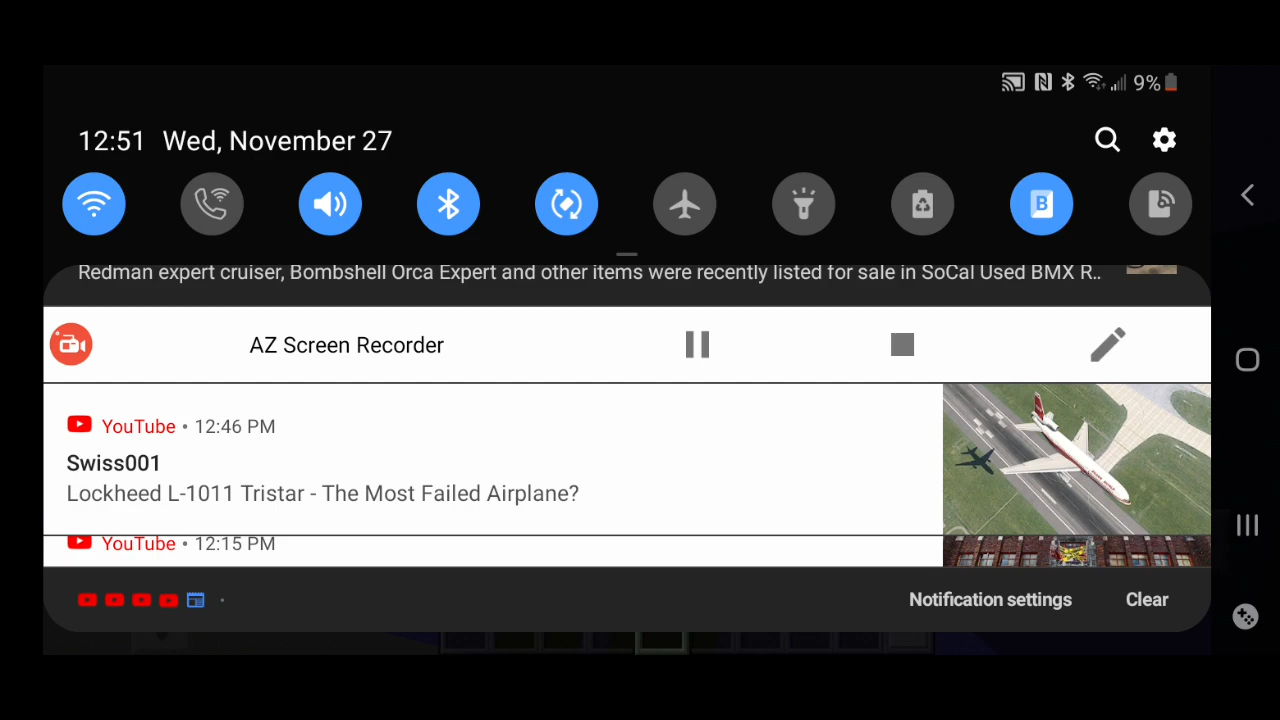 9%
12:51 Wed, November 27
B
Redman expert cruiser, Bombshell Orca Expert and other items were recently listed for sale in SoCal Used BMX R..
AZ Screen Recorder
YouTube • 12:46 PM
Swiss001
Lockheed L-1011 Tristar - The Most Failed Airplane?
YouTube • 12:15 PM
Notification settings Clear